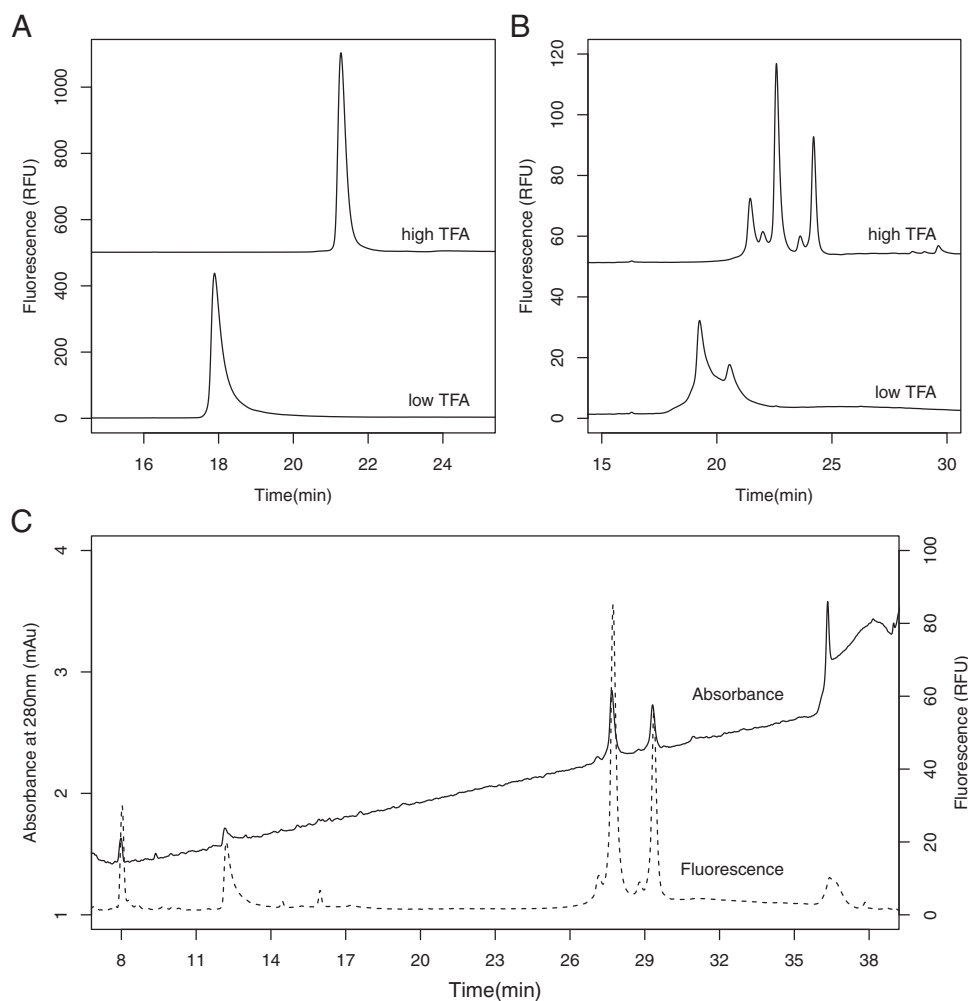 A
B
Fluorescence (RFU)
0
200
400
600
800
1000
high TFA
low TFA
16
18
20
22
24
Time(min)
Fluorescence (RFU)
0
20
40
60
80
100
120
high TFA
low TFA
15
20
25
30
Time(min)
C
Absorbance at 280nm (mAu)
1
2
3
4
Absorbance
Fluorescence
0
20
40
60
80
100
Fluorescence (RFU)
8
11
14
17
20
23
26
29
32
35
38
Time(min)